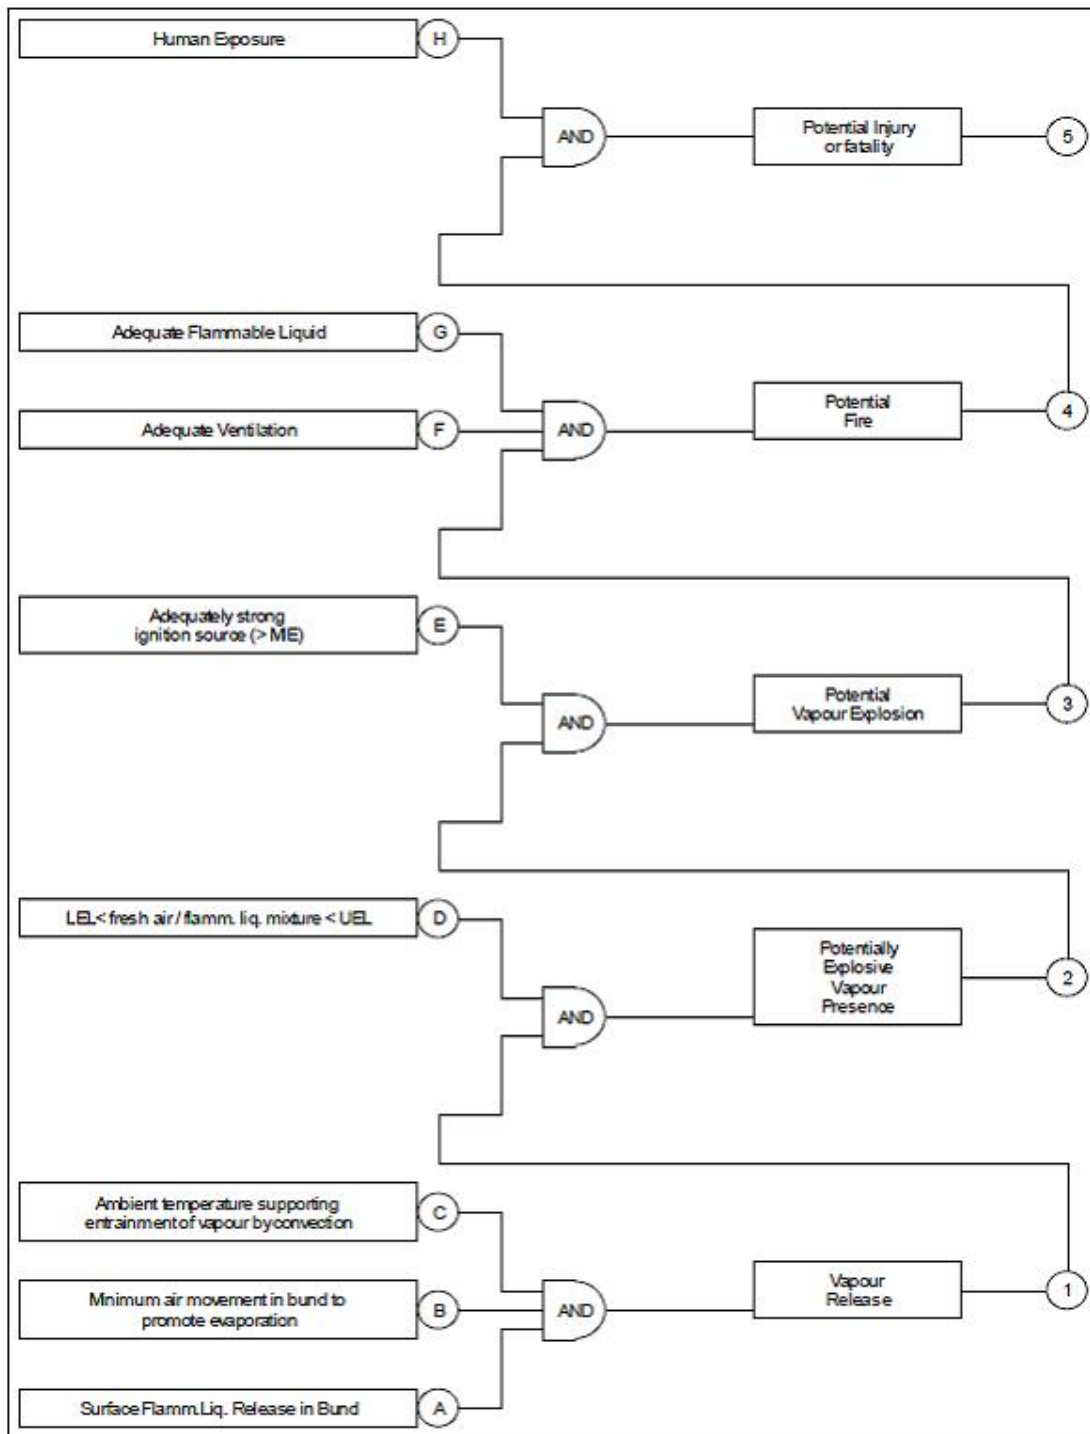 Human Exposure
H
AND
Potential Injury
or fatality
5
Adequate Flammable Liquid
G
Adequate Ventilation
F
AND
Potential
Fire
4
Adequately strong
ignition source (> MIE)
E
AND
Potential
Vapour Explosion
3
LEL< fresh air / flamm. liq. mixture < UEL
D
AND
Potentially
Explosive
Vapour
Presence
2
Ambient temperature supporting
entrainment of vapour by convection
C
Minimum air movement in bund to
promote evaporation
B
AND
Vapour
Release
1
Surface Flamm.Liq. Release in Bund
A